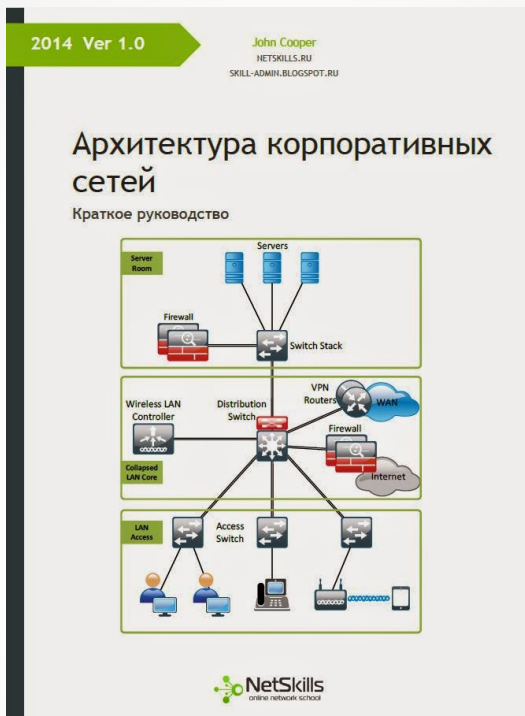 2014 Ver 1.0
John Cooper
NETSKILLS.RU
SKILL-ADMIN.BLOGSPOT.RU
Архитектура корпоративных
сетей
Краткое руководство
Servers
Server
Room
Firewall
Switch Stack
VPN
Routers
WAN
Wireless LAN
Controller
Distribution
Switch
Firewall
Internet
Collapsed
LAN Core
LAN
Access
Access
Switch
NetSkills
online network school